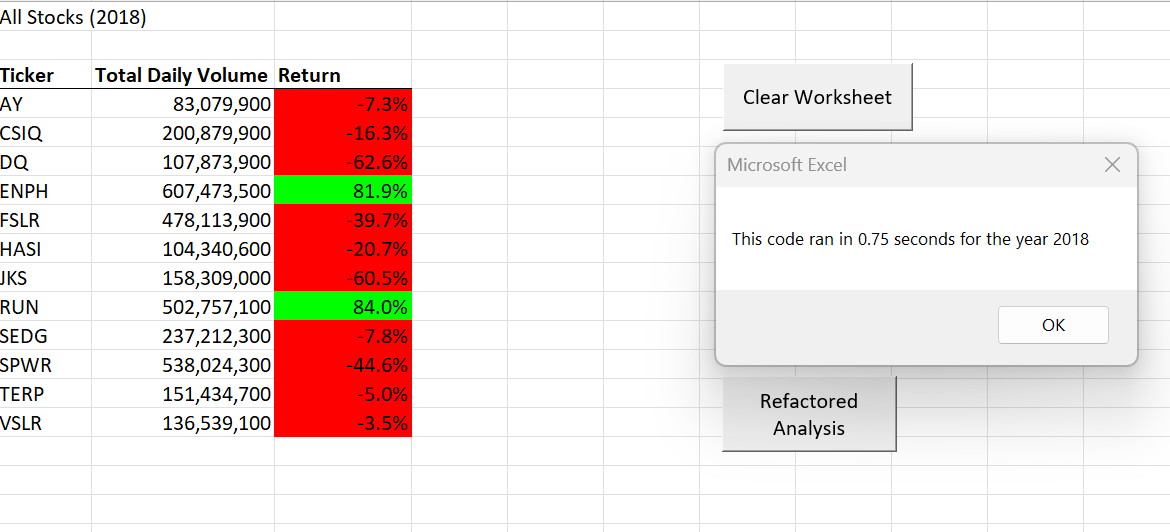 All Stocks (2018)
Ticker Total Daily Volume Return
AY 83,079,900 -7.3%
CSIQ 200,879,900 -16.3%
DQ 107,873,900 -62.6%
ENPH 607,473,500 81.9%
FSLR 478,113,900 -39.7%
HASI 104,340,600 -20.7%
JKS 158,309,000 -60.5%
RUN 502,757,100 84.0%
SEDG 237,212,300 -7.8%
SPWR 538,024,300 -44.6%
TERP 151,434,700 -5.0%
VSLR 136,539,100 -3.5%
Clear Worksheet
Microsoft Excel
This code ran in 0.75 seconds for the year 2018
OK
Refactored
Analysis